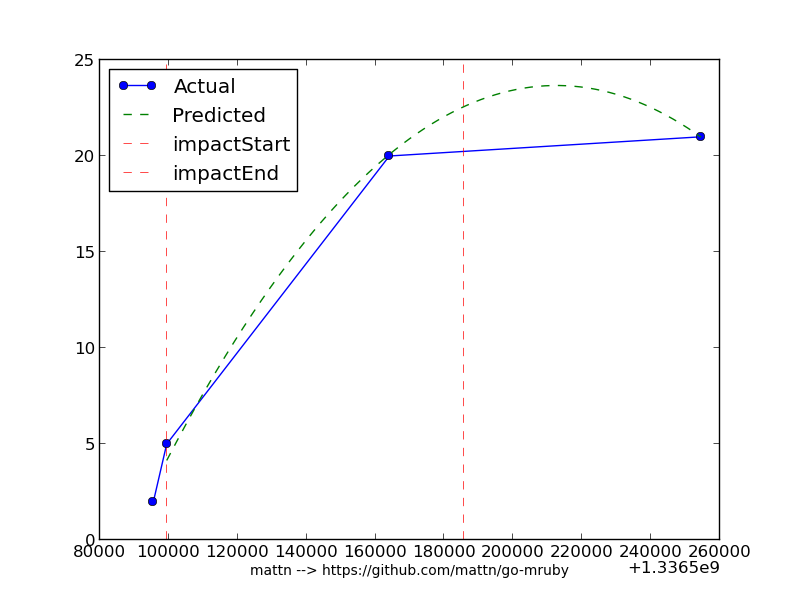 25
20
15
10
5
0
Actual
Predicted
impactStart
impactEnd
80000 100000 120000 140000 160000 180000 200000 220000 240000 260000
mattn --> https://github.com/mattn/go-mruby
+1.3365e9